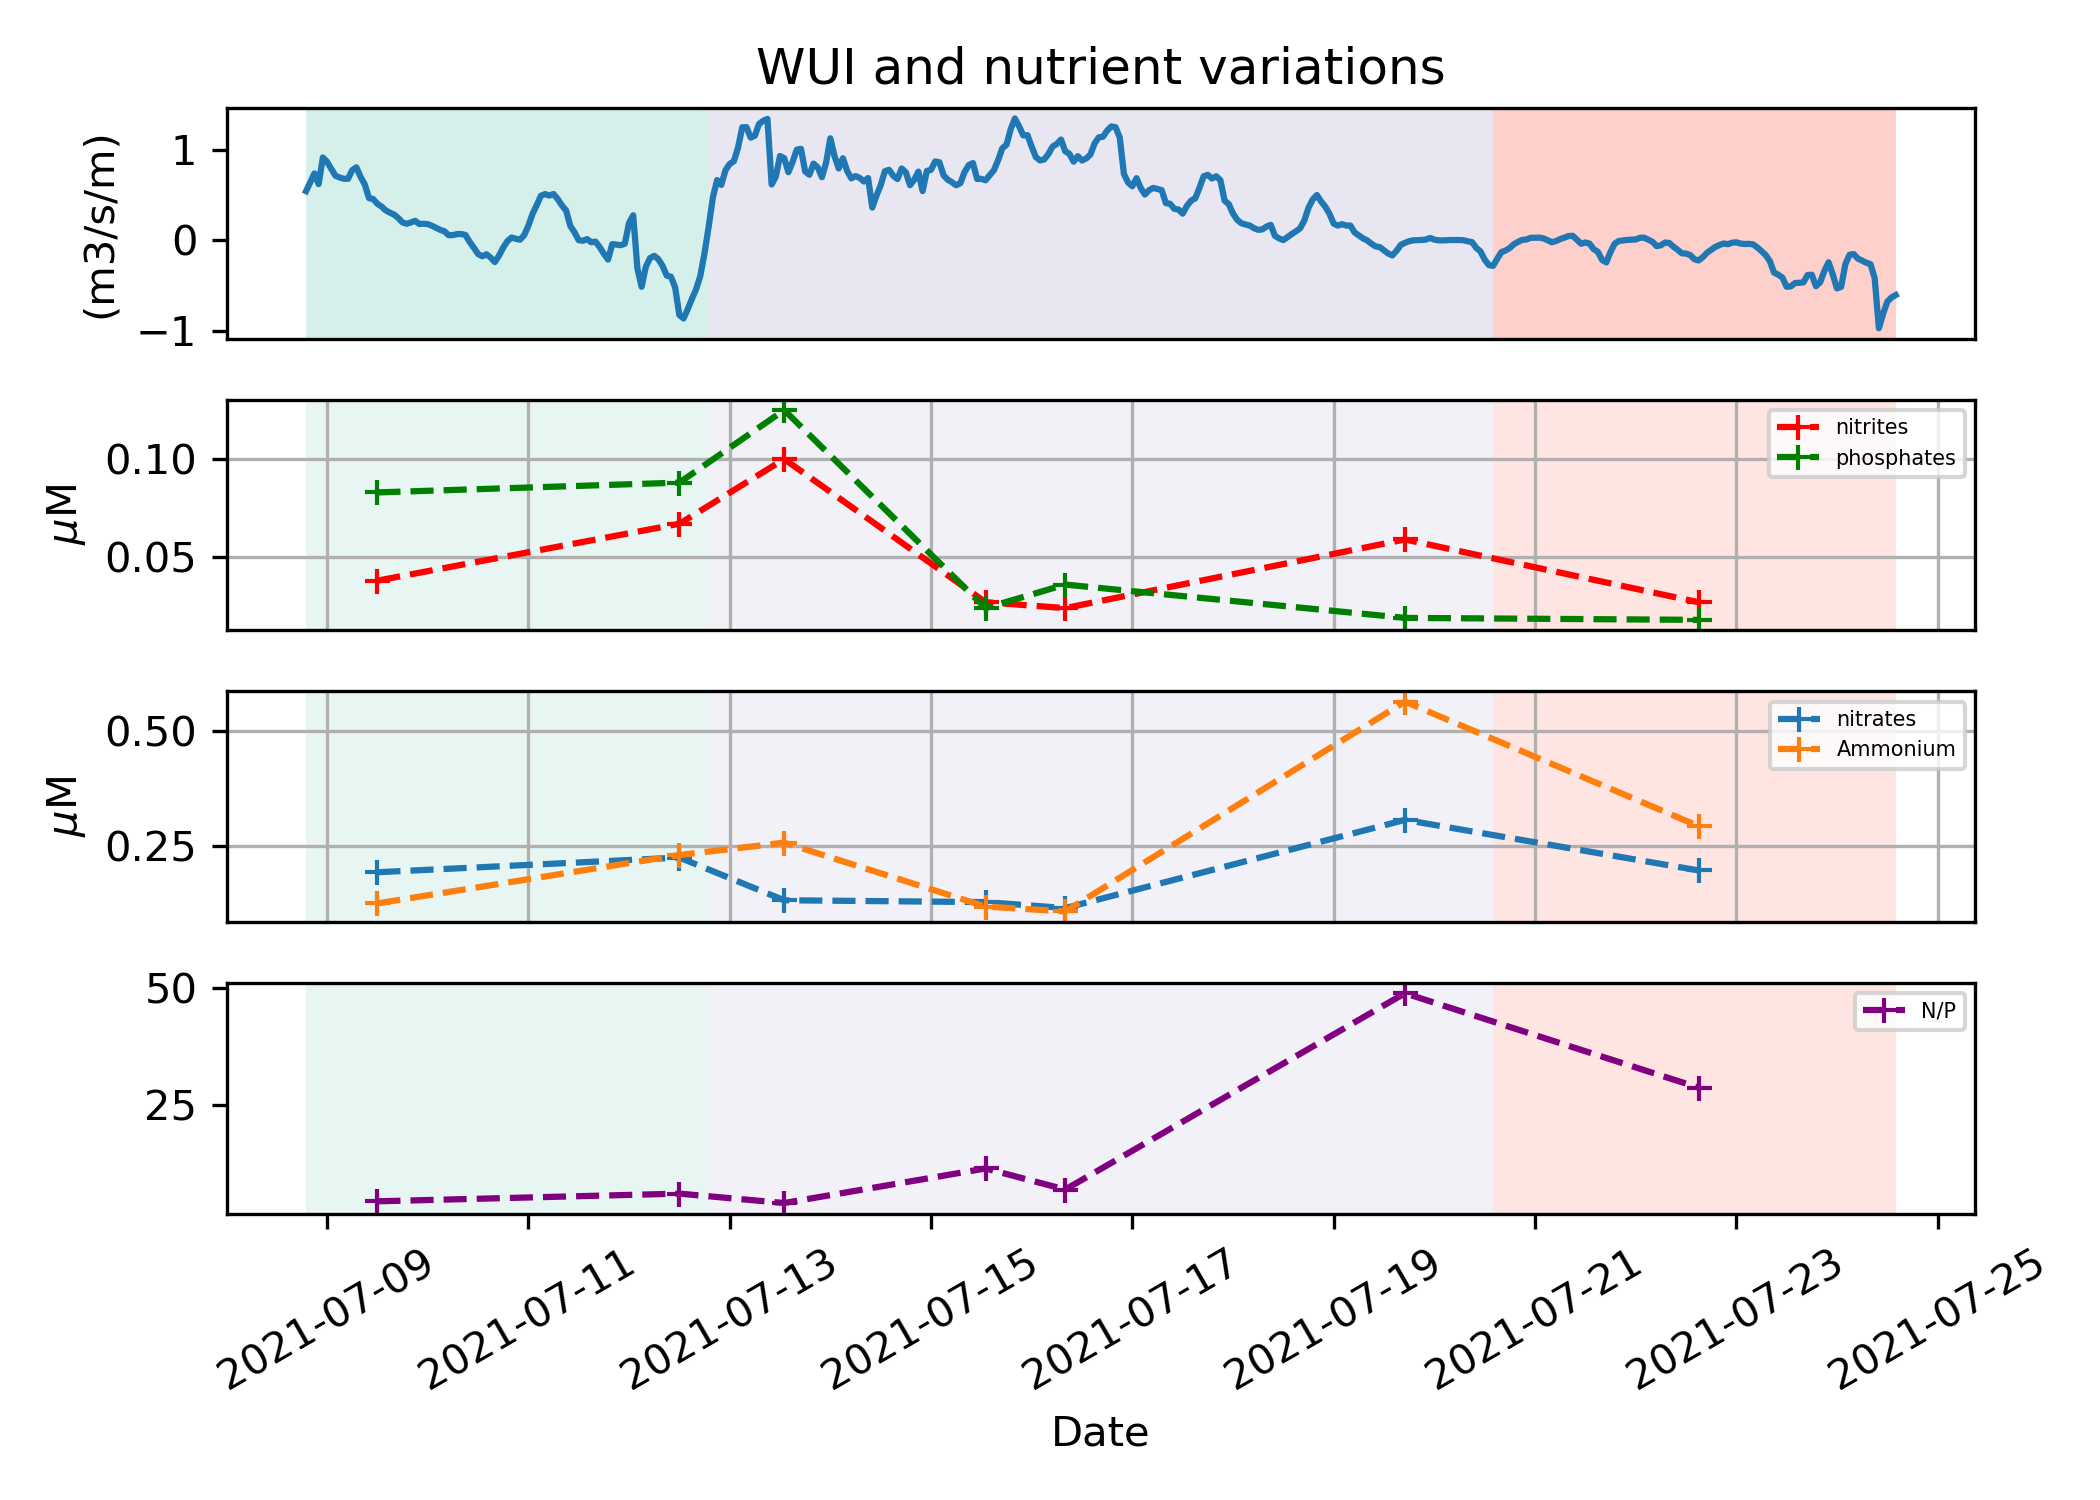 WUI and nutrient variations
(m3/s/m)
1
0
−1
μM
0.10
0.05
nitrites
phosphates
μM
0.50
0.25
nitrates
Ammonium
50
25
N/P
2021-07-09
2021-07-11
2021-07-13
2021-07-15
2021-07-17
2021-07-19
2021-07-21
2021-07-23
2021-07-25
Date